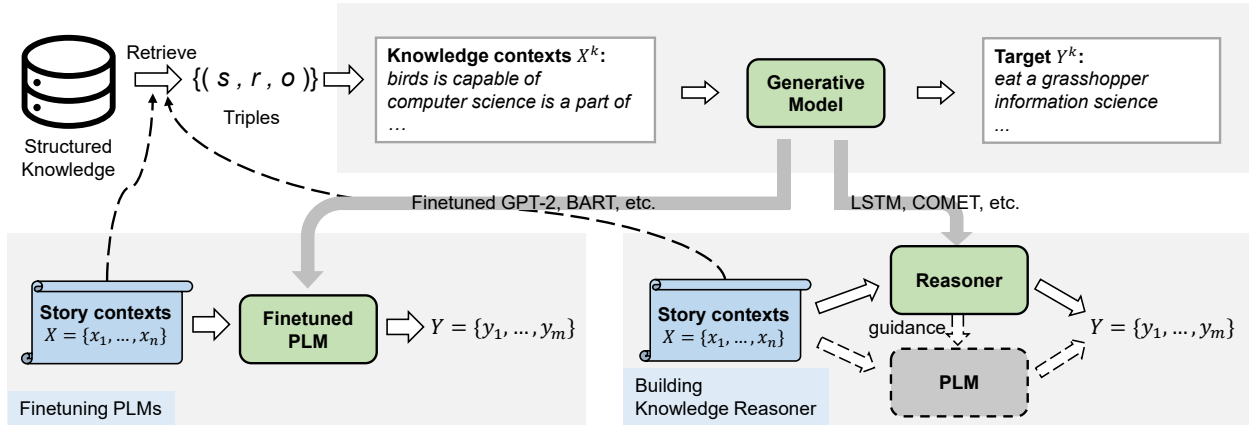 Retrieve
{( s , r , o )}
Triples
Structured
Knowledge
Knowledge contexts X^k:
birds is capable of
computer science is a part of
…
Generative
Model
Target Y^k:
eat a grasshopper
information science
...
Finetuned GPT-2, BART, etc.
LSTM, COMET, etc.
Story contexts
X = {x_1, … , x_n}
Finetuned
PLM
Y = {y_1, … , y_m}
Finetuning PLMs
Story contexts
X = {x_1, … , x_n}
Reasoner
guidance
PLM
Y = {y_1, … , y_m}
Building
Knowledge Reasoner